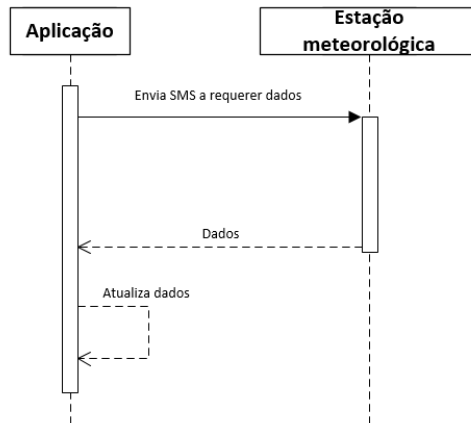 Aplicação
Estação
meteorológica
Envia SMS a requerer dados
Dados
Atualiza dados